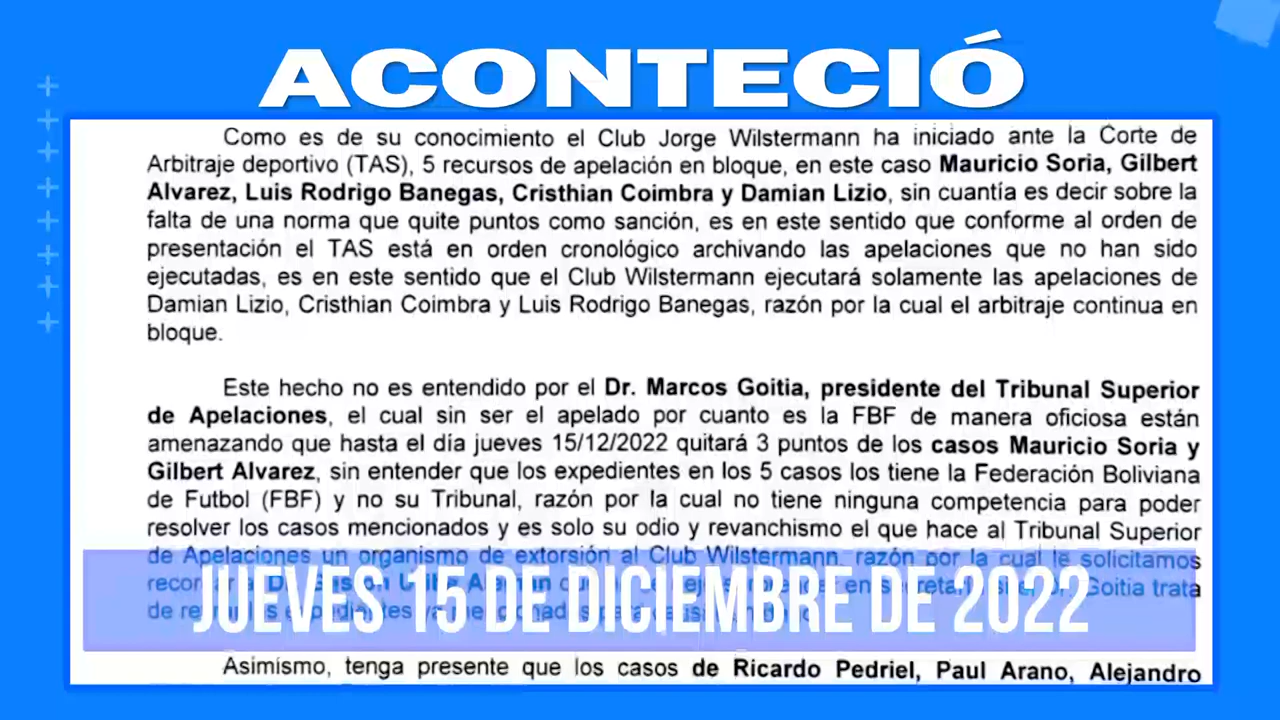 ACONTECIÓ
Como es de su conocimiento el Club Jorge Wilstermann ha iniciado ante la Corte de
Arbitraje deportivo (TAS), 5 recursos de apelación en bloque, en este caso Mauricio Soria, Gilbert
Alvarez, Luis Rodrigo Banegas, Cristhian Coimbra y Damian Lizio, sin cuantía es decir sobre la
falta de una norma que quite puntos como sanción, es en este sentido que conforme al orden de
presentación el TAS está en orden cronológico archivando las apelaciones que no han sido
ejecutadas, es en este sentido que el Club Wilstermann ejecutará solamente las apelaciones de
Damian Lizio, Cristhian Coimbra y Luis Rodrigo Banegas, razón por la cual el arbitraje continua en
bloque.
Este hecho no es entendido por el Dr. Marcos Goitia, presidente del Tribunal Superior
de Apelaciones, el cual sin ser el apelado por cuanto es la FBF de manera oficiosa están
amenazando que hasta el día jueves 15/12/2022 quitará 3 puntos de los casos Mauricio Soria y
Gilbert Alvarez, sin entender que los expedientes en los 5 casos los tiene la Federación Boliviana
de Futbol (FBF) y no su Tribunal, razón por la cual no tiene ninguna competencia para poder
resolver los casos mencionados y es solo su odio y revanchismo el que hace al Tribunal Superior
de Apelaciones un organismo de extorsión al Club Wilstermann, razón por la cual le solicitamos
Goitia trata
de
JUEVES 15 DE DICIEMBRE DE 2022
Asimísmo, tenga presente que los casos de Ricardo Pedriel, Paul Arano, Alejandro